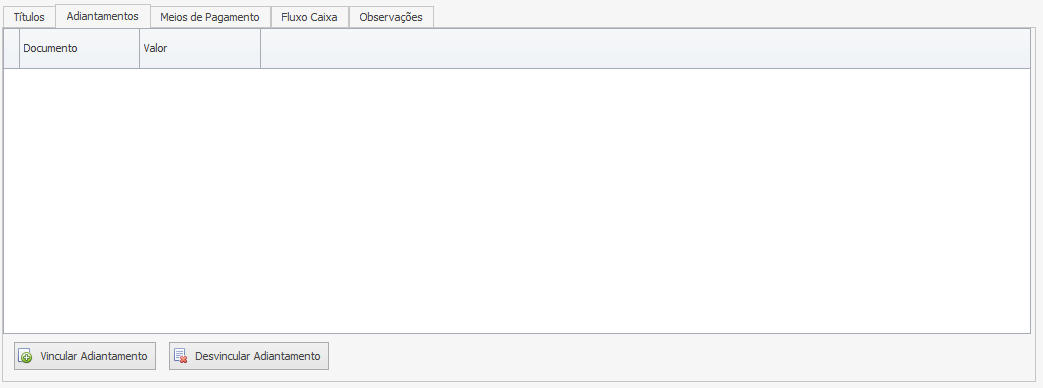 Títulos Adiantamentos Meios de Pagamento Fluxo Caixa Observações
Documento Valor
Vincular Adiantamento Desvincular Adiantamento